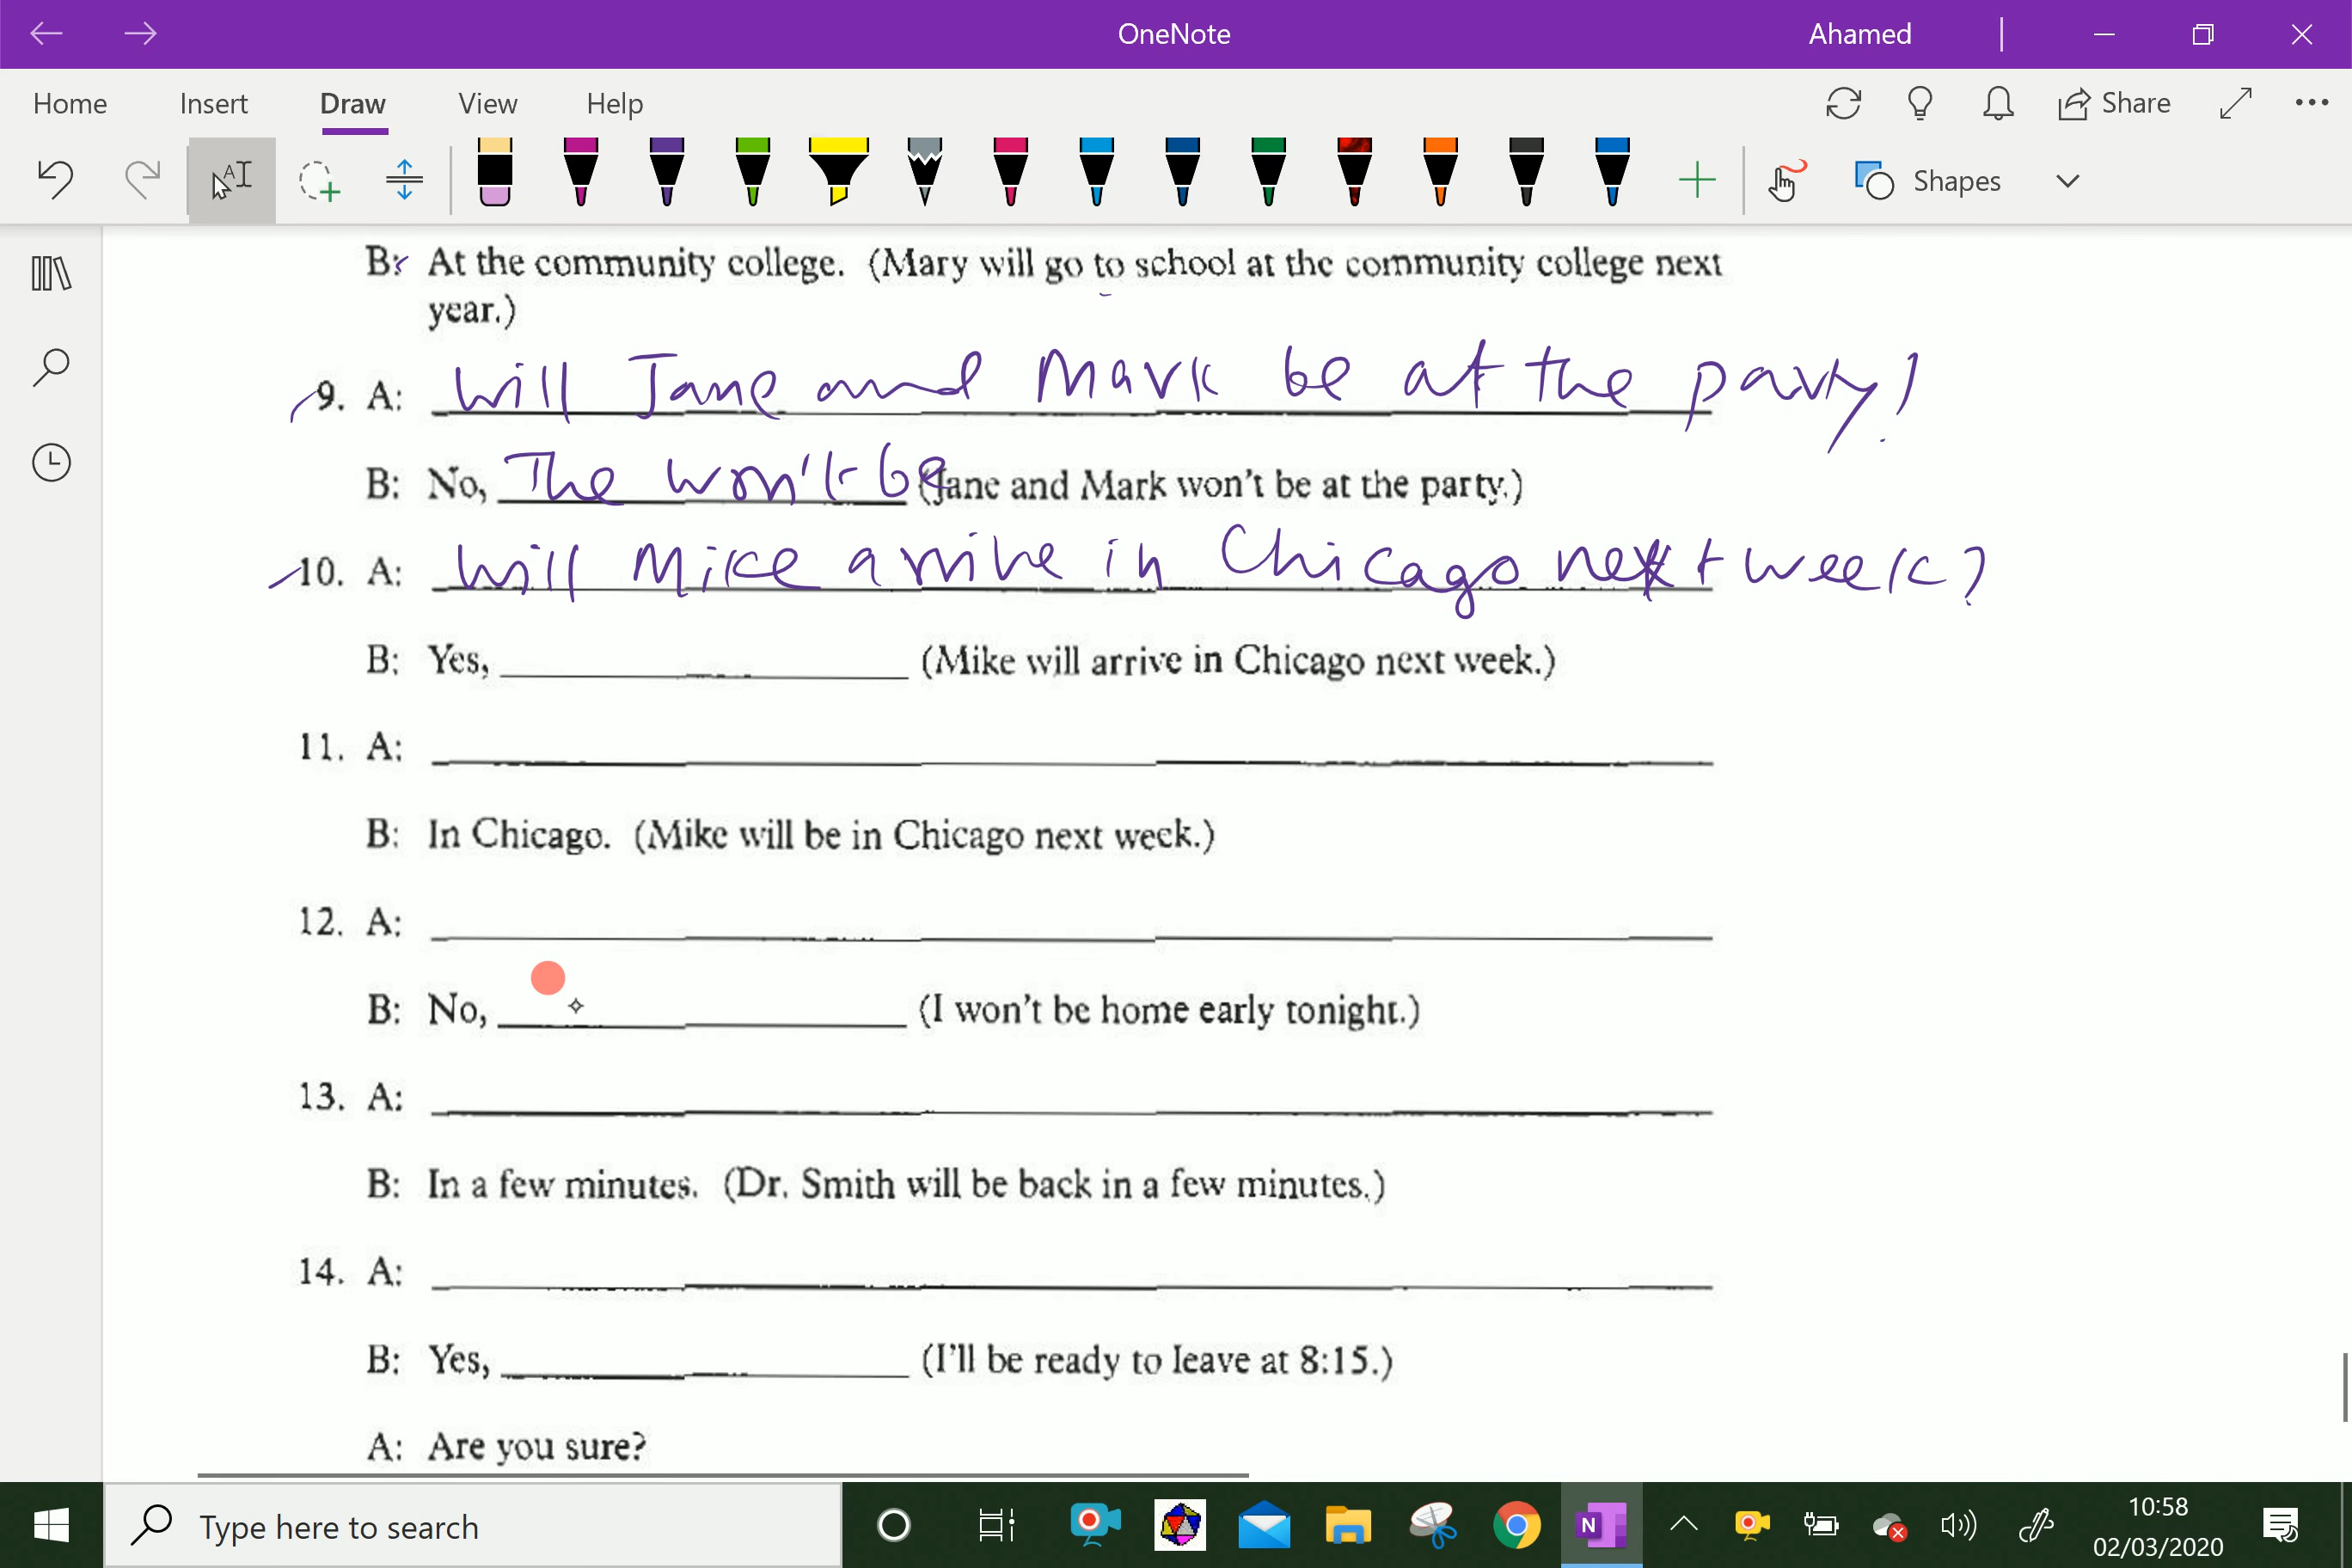 OneNote
Ahamed
Home Insert Draw View Help
Share
Shapes
B: At the community college. (Mary will go to school at the community college next
year.)
9. A: Will Jane and Mark be at the party?
B: No, The won't be (Jane and Mark won't be at the party.)
10. A: Will Mike arrive in Chicago next week?
B: Yes, (Mike will arrive in Chicago next week.)
11. A:
B: In Chicago. (Mike will be in Chicago next week.)
12. A:
B: No, (I won't be home early tonight.)
13. A:
B: In a few minutes. (Dr. Smith will be back in a few minutes.)
14. A:
B: Yes, (I'll be ready to leave at 8:15.)
A: Are you sure?
Type here to search
10:58
02/03/2020